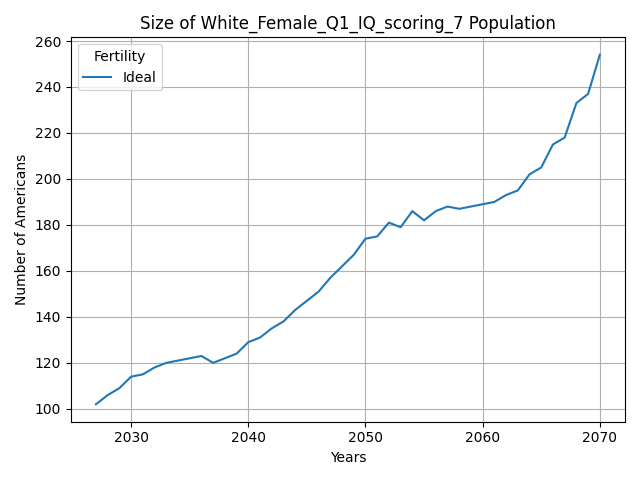 Size of White_Female_Q1_IQ_scoring_7 Population
260
240
220
200
180
160
140
120
100
Number of Americans
Fertility
Ideal
2030 2040 2050 2060 2070
Years